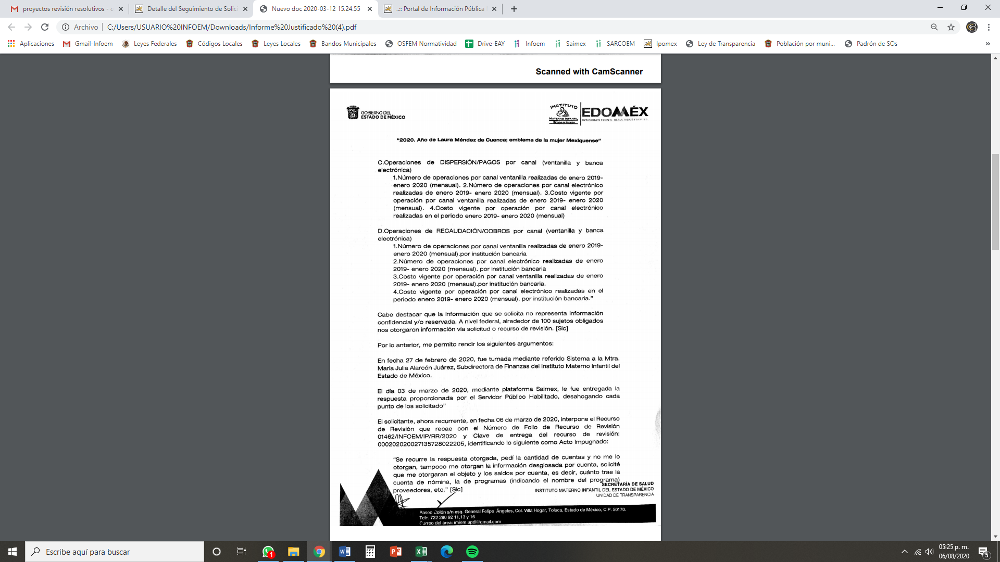 proyectos revisión resolutivos - c
Detalle del Seguimiento de Solici
Nuevo doc 2020-03-12 15.24.55
..:: Portal de Información Pública
Archivo
C:/Users/USUARIO%20INFOEM/Downloads/Informe%20Justificado%20(4).pdf
Aplicaciones
Gmail-Infoem
Leyes Federales
Códigos Locales
Leyes Locales
Bandos Municipales
OSFEM Normatividad
Drive-EAY
Infoem
Saimex
SARCOEM
Ipomex
Ley de Transparencia
Población por muni...
Padrón de SOs
»
Scanned with CamScanner
GOBIERNO DEL
ESTADO DE MÉXICO
INSTITUTO
MATERNO INFANTIL
ESTADO DE MÉXICO
EDOMÉX
DECISIONES FIRMES, RESULTADOS FUERTES.
“2020. Año de Laura Méndez de Cuenca; emblema de la mujer Mexiquense”
C.Operaciones de DISPERSIÓN/PAGOS por canal (ventanilla y banca
electrónica)
1.Número de operaciones por canal ventanilla realizadas de enero 2019-
enero 2020 (mensual). 2.Número de operaciones por canal electrónico
realizadas de enero 2019- enero 2020 (mensual). 3.Costo vigente por
operación por canal ventanilla realizadas de enero 2019- enero 2020
(mensual). 4.Costo vigente por operación por canal electrónico
realizadas en el periodo enero 2019- enero 2020 (mensual)
D.Operaciones de RECAUDACIÓN/COBROS por canal (ventanilla y banca
electrónica)
1.Número de operaciones por canal ventanilla realizadas de enero 2019-
enero 2020 (mensual).por institución bancaria
2.Número de operaciones por canal electrónico realizadas de enero
2019- enero 2020 (mensual). por institución bancaria
3.Costo vigente por operación por canal ventanilla realizadas de enero
2019- enero 2020 (mensual).por institución bancaria.
4.Costo vigente por operación por canal electrónico realizadas en el
periodo enero 2019- enero 2020 (mensual). por institución bancaria.”
Cabe destacar que la información que se solicita no representa información
confidencial y/o reservada. A nivel federal, alrededor de 100 sujetos obligados
nos otorgaron información vía solicitud o recurso de revisión. [Sic]
Por lo anterior, me permito rendir los siguientes argumentos:
En fecha 27 de febrero de 2020, fue turnada mediante referido Sistema a la Mtra.
María Julia Alarcón Juárez, Subdirectora de Finanzas del Instituto Materno Infantil del
Estado de México.
El día 03 de marzo de 2020, mediante plataforma Saimex, le fue entregada la
respuesta proporcionada por el Servidor Público Habilitado, desahogando cada
punto de los solicitado”
El solicitante, ahora recurrente, en fecha 06 de marzo de 2020, interpone el Recurso
de Revisión que recae con el Número de Folio de Recurso de Revisión
01462/INFOEM/IP/RR/2020 y Clave de entrega del recurso de revisión:
000202020027135728022205, identificando lo siguiente como Acto Impugnado:
“Se recurre la respuesta otorgada, pedí la cantidad de cuentas y no me lo
otorgan, tampoco me otorgan la información desglosada por cuenta, solicité
que me otorgaran el objeto y los saldos por cuenta, es decir, cuánto trae la
cuenta de nómina, la de programas (indicando el nombre del programa)
proveedores, etc.” [Sic]
SECRETARÍA DE SALUD
INSTITUTO MATERNO INFANTIL DEL ESTADO DE MÉXICO
UNIDAD DE TRANSPARENCIA
Paseo Colón s/n esq. General Felipe Ángeles, Col. Villa Hogar, Toluca, Estado de México, C.P. 50170.
Tels. 722 280 92 11,13 y 16
Correo del área: imiem.updi@gmail.com
Escribe aquí para buscar
1
05:25 p. m.
06/08/2020
5